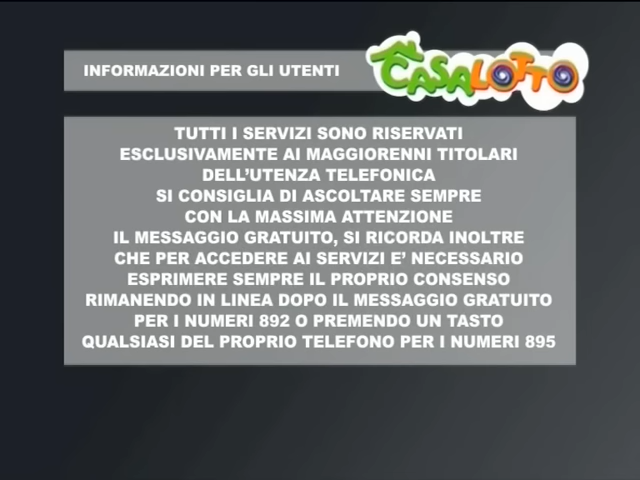 INFORMAZIONI PER GLI UTENTI
CASALOTTO
TUTTI I SERVIZI SONO RISERVATI
ESCLUSIVAMENTE AI MAGGIORENNI TITOLARI
DELL'UTENZA TELEFONICA
SI CONSIGLIA DI ASCOLTARE SEMPRE
CON LA MASSIMA ATTENZIONE
IL MESSAGGIO GRATUITO, SI RICORDA INOLTRE
CHE PER ACCEDERE AI SERVIZI E' NECESSARIO
ESPRIMERE SEMPRE IL PROPRIO CONSENSO
RIMANENDO IN LINEA DOPO IL MESSAGGIO GRATUITO
PER I NUMERI 892 O PREMENDO UN TASTO
QUALSIASI DEL PROPRIO TELEFONO PER I NUMERI 895